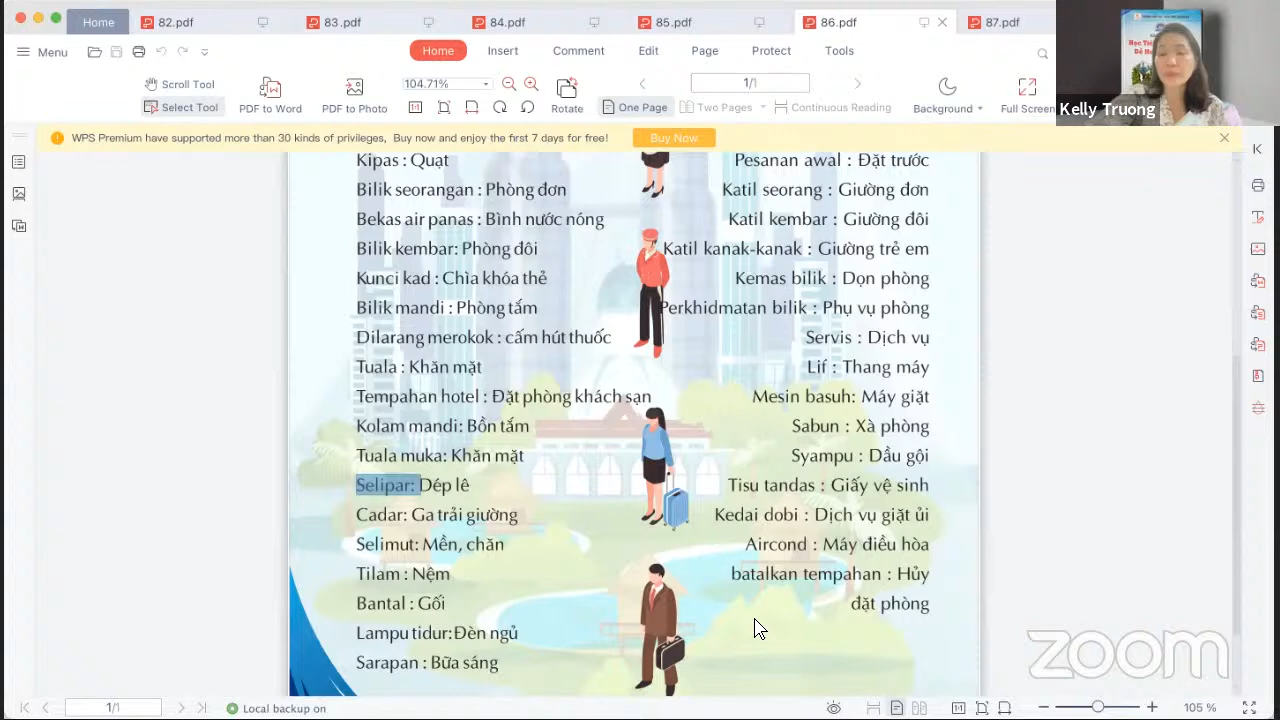 Home
82.pdf
83.pdf
84.pdf
85.pdf
86.pdf
87.pdf
Menu
Home
Insert
Comment
Edit
Page
Protect
Tools
Scroll Tool
Select Tool
PDF to Word
PDF to Photo
104.71%
Rotate
1/1
One Page
Two Pages
Continuous Reading
Background
Full Screen
Kelly Truong
WPS Premium have supported more than 30 kinds of privileges, Buy now and enjoy the first 7 days for free!
Buy Now
Kipas : Quạt
Bilik seorangan : Phòng đơn
Bekas air panas : Bình nước nóng
Bilik kembar: Phòng đôi
Kunci kad : Chìa khóa thẻ
Bilik mandi : Phòng tắm
Dilarang merokok : cấm hút thuốc
Tuala : Khăn mặt
Tempahan hotel : Đặt phòng khách sạn
Kolam mandi: Bồn tắm
Tuala muka: Khăn mặt
Selipar: Dép lê
Cadar: Ga trải giường
Selimut: Mền, chăn
Tilam : Nệm
Bantal : Gối
Lampu tidur:Đèn ngủ
Sarapan : Bữa sáng
Pesanan awal : Đặt trước
Katil seorang : Giường đơn
Katil kembar : Giường đôi
Katil kanak-kanak : Giường trẻ em
Kemas bilik : Dọn phòng
Perkhidmatan bilik : Phụ vụ phòng
Servis : Dịch vụ
Lif : Thang máy
Mesin basuh: Máy giặt
Sabun : Xà phòng
Syampu : Dầu gội
Tisu tandas : Giấy vệ sinh
Kedai dobi : Dịch vụ giặt ủi
Aircond : Máy điều hòa
batalkan tempahan : Hủy
đặt phòng
zoom
1/1
Local backup on
105 %